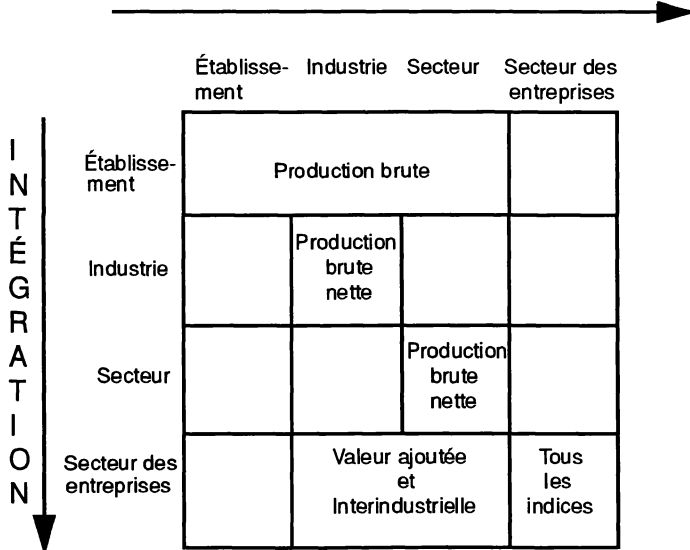 Établisse-
ment
Industrie
Secteur
Secteur des
entreprises
INTÉGRATION
Établisse-
ment
Production brute
Industrie
Production
brute
nette
Secteur
Production
brute
nette
Secteur des
entreprises
Valeur ajoutée
et
Interindustrielle
Tous
les
indices